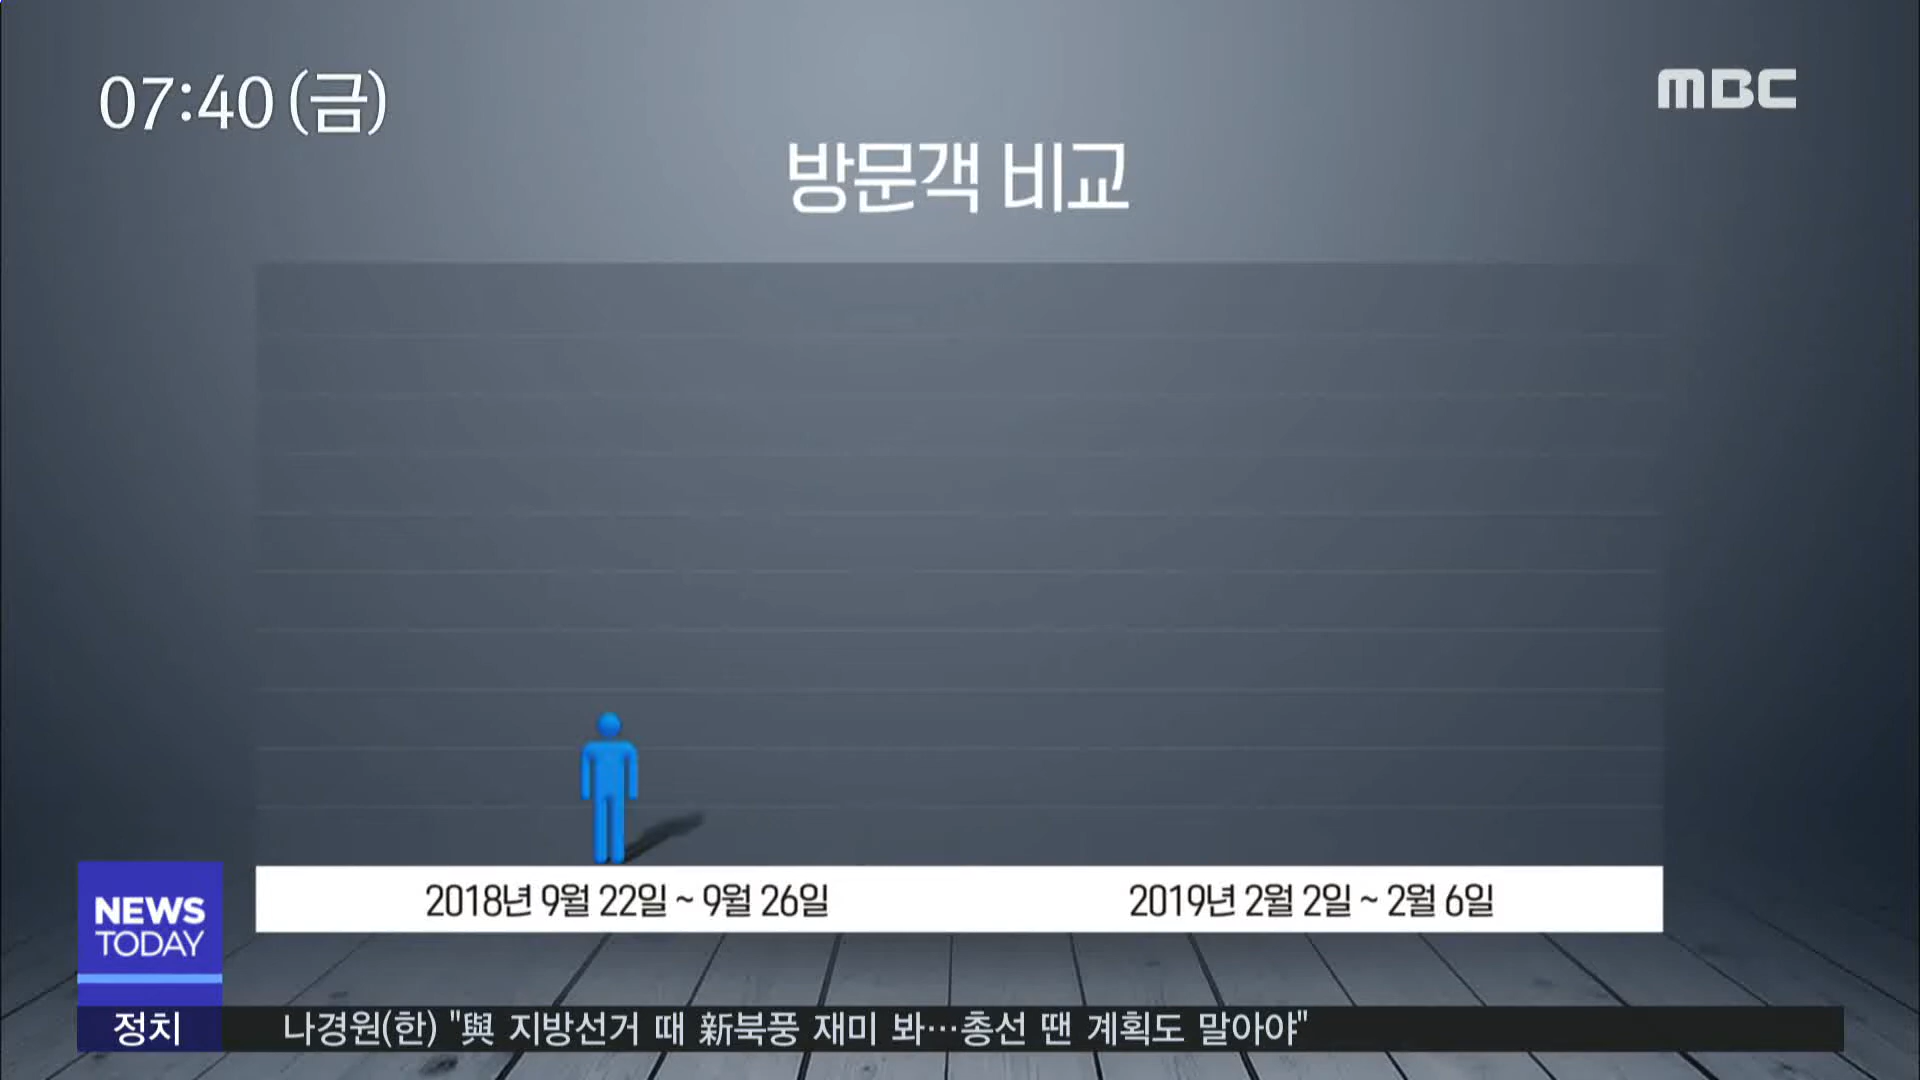 07:40 (금)
MBC
방문객 비교
2018년 9월 22일 ~ 9월 26일
2019년 2월 2일 ~ 2월 6일
NEWS
TODAY
정치
나경원(한) "與 지방선거 때 新북풍 재미 봐…총선 땐 계획도 말아야"